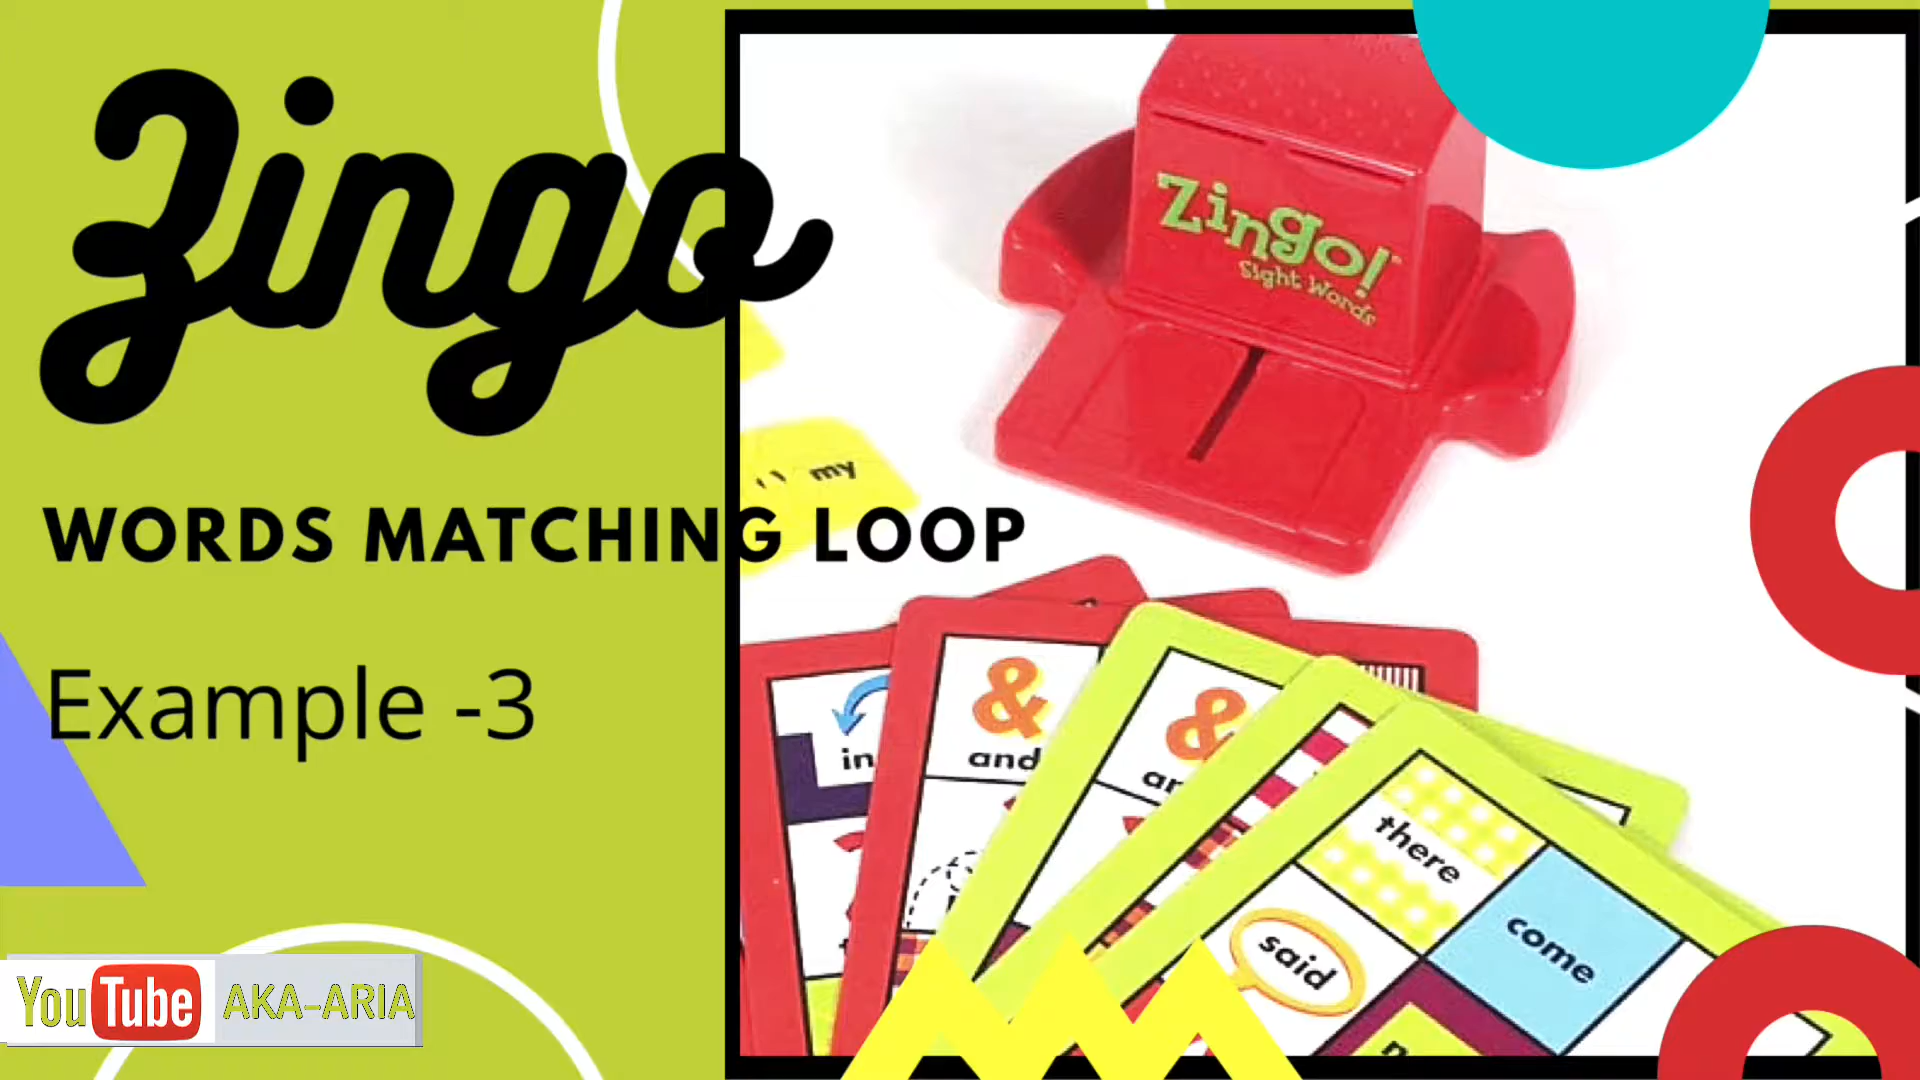 Zingo
WORDS MATCHING LOOP
Example -3
YouTube AKA-ARIA
Zingo!
Sight Words
my
in
&
and
&
there
come
said